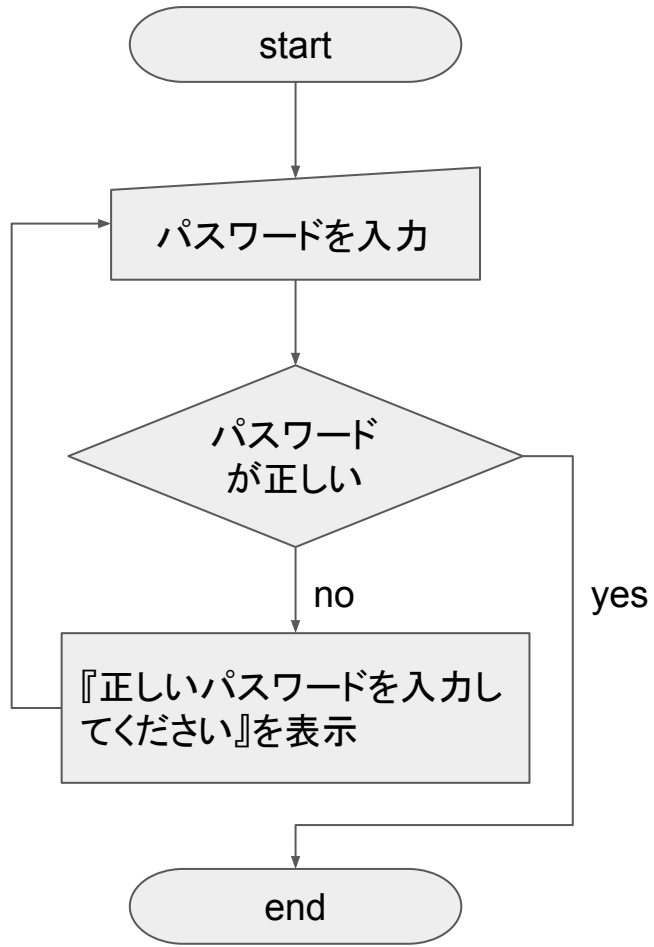 start
パスワードを入力
パスワード
が正しい
no
yes
『正しいパスワードを入力し
てください』を表示
end